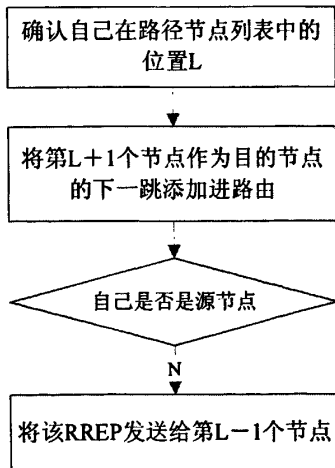 确认自己在路径节点列表中的
位置L
将第L+1个节点作为目的节点
的下一跳添加进路由
自己是否是源节点
N
将该RREP发送给第L-1个节点